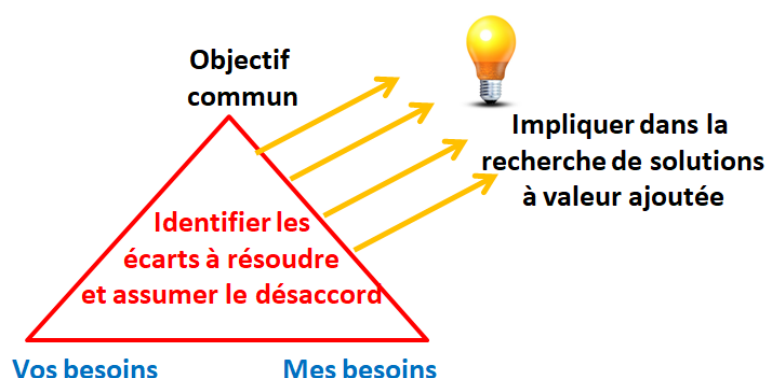 Objectif
commun
Impliquer dans la
recherche de solutions
à valeur ajoutée
Identifier les
écarts à résoudre
et assumer le désaccord
Vos besoins
Mes besoins